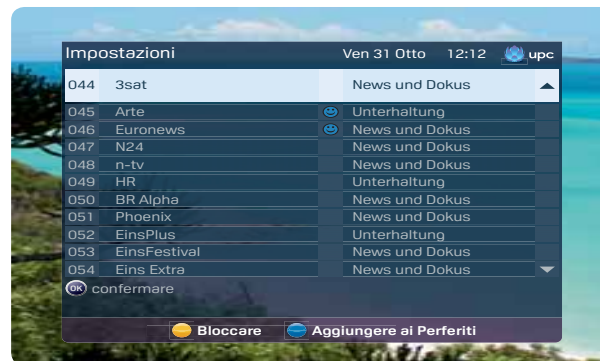 Impostazioni Ven 31 Otto 12:12 upc
044 3sat News und Dokus
045 Arte Unterhaltung
046 Euronews News und Dokus
047 N24 News und Dokus
048 n-tv News und Dokus
049 HR Unterhaltung
050 BR Alpha News und Dokus
051 Phoenix News und Dokus
052 EinsPlus Unterhaltung
053 EinsFestival News und Dokus
054 Eins Extra News und Dokus
OK confermare
Bloccare Aggiungere ai Perferiti